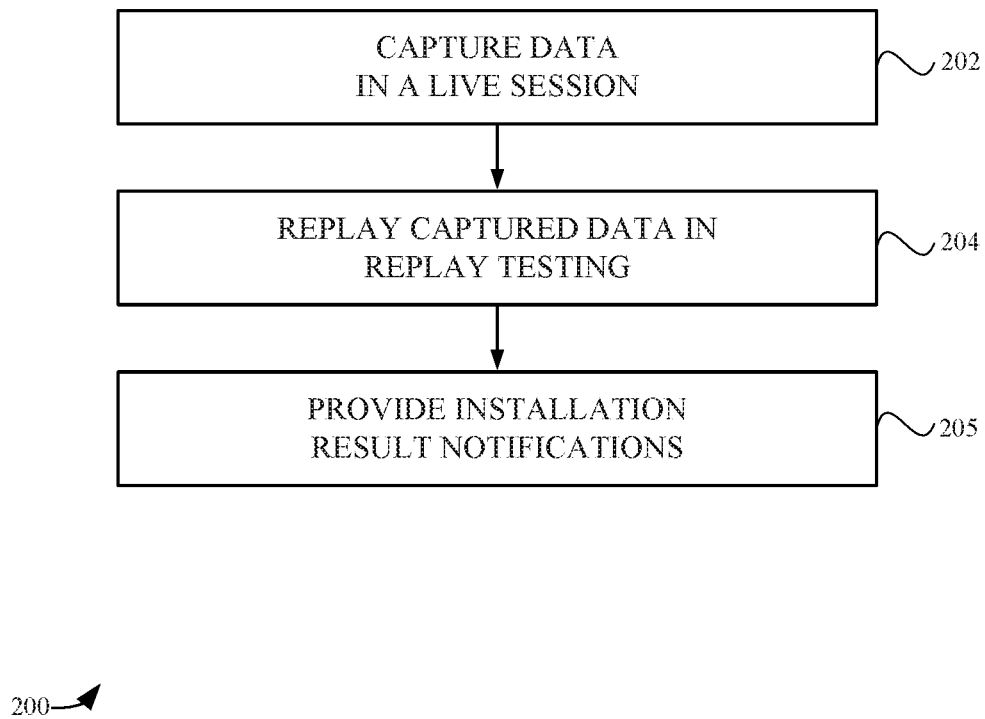 CAPTURE DATA
IN A LIVE SESSION
202
REPLAY CAPTURED DATA IN
REPLAY TESTING
204
PROVIDE INSTALLATION
RESULT NOTIFICATIONS
205
200